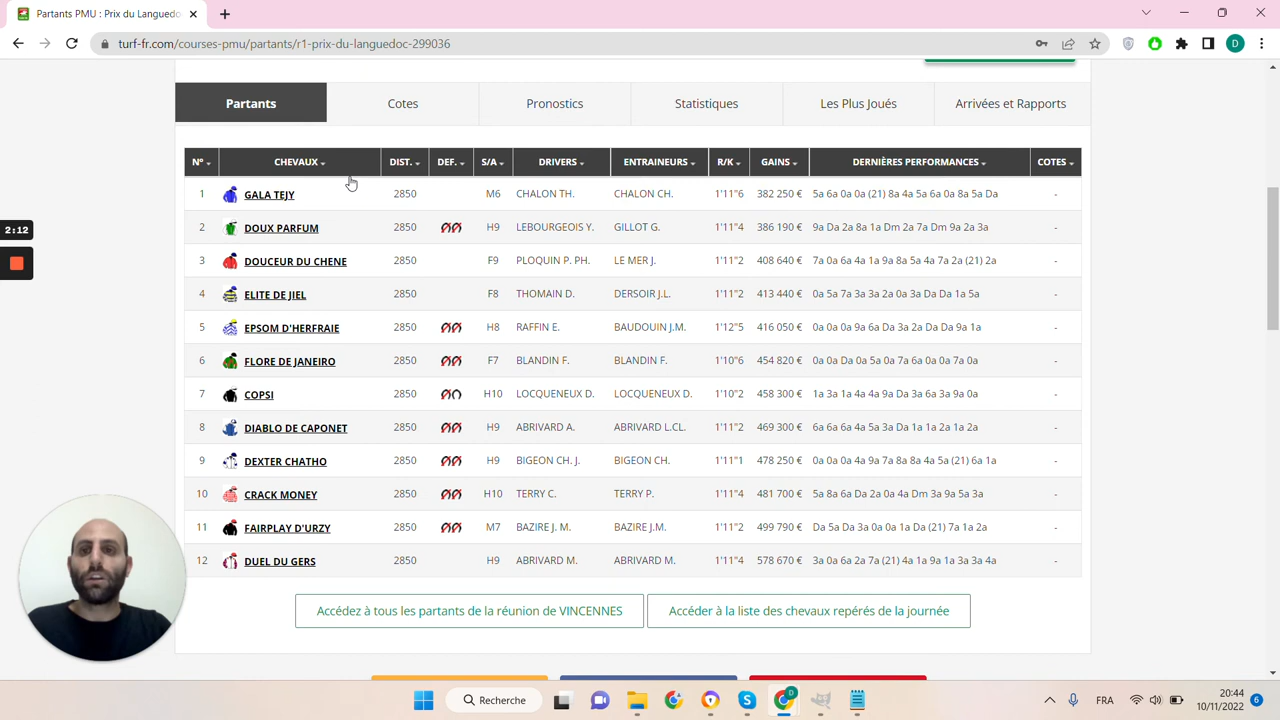 Partants PMU : Prix du Languedo
turf-fr.com/courses-pmu/partants/r1-prix-du-languedoc-299036
D
Partants Cotes Pronostics Statistiques Les Plus Joués Arrivées et Rapports
N° CHEVAUX DIST. DEF. S/A DRIVERS ENTRAINEURS R/K GAINS DERNIÈRES PERFORMANCES COTES
1 GALA TEJY 2850 M6 CHALON TH. CHALON CH. 1'11"6 382 250 € 5a 6a 0a 0a (21) 8a 4a 5a 6a 0a 8a 5a Da -
2 DOUX PARFUM 2850 H9 LEBOURGEOIS Y. GILLOT G. 1'11"4 386 190 € 9a Da 2a 8a 1a Dm 2a 7a Dm 9a 2a 3a -
2:12
3 DOUCEUR DU CHENE 2850 F9 PLOQUIN P. PH. LE MER J. 1'11"2 408 640 € 7a 0a 6a 4a 1a 9a 8a 5a 4a 7a 2a (21) 2a -
4 ELITE DE JIEL 2850 F8 THOMAIN D. DERSOIR J.L. 1'11"2 413 440 € 0a 5a 7a 3a 3a 2a 0a 3a Da Da 1a 5a -
5 EPSOM D'HERFRAIE 2850 H8 RAFFIN E. BAUDOUIN J.M. 1'12"5 416 050 € 0a 0a 0a 9a 6a Da 3a 2a Da Da 9a 1a -
6 FLORE DE JANEIRO 2850 F7 BLANDIN F. BLANDIN F. 1'10"6 454 820 € 0a 0a Da 0a 5a 0a 7a 6a 0a 0a 7a 0a -
7 COPSI 2850 H10 LOCQUENEUX D. LOCQUENEUX D. 1'10"2 458 300 € 1a 3a 1a 4a 4a 9a Da 3a 6a 3a 9a 0a -
8 DIABLO DE CAPONET 2850 H9 ABRIVARD A. ABRIVARD L.CL. 1'11"2 469 300 € 6a 6a 6a 4a 5a 3a Da 1a 1a 2a 1a 2a -
9 DEXTER CHATHO 2850 H9 BIGEON CH. J. BIGEON CH. 1'11"1 478 250 € 0a 0a 4a 9a 7a 8a 8a 4a 5a (21) 6a 1a -
10 CRACK MONEY 2850 H10 TERRY C. TERRY P. 1'11"4 481 700 € 5a 8a 6a Da 2a 0a 4a Dm 3a 9a 5a 3a -
11 FAIRPLAY D'URZY 2850 M7 BAZIRE J. M. BAZIRE J.M. 1'11"2 499 790 € Da 5a Da 3a 0a 0a 1a Da (21) 7a 1a 2a -
12 DUEL DU GERS 2850 H9 ABRIVARD M. ABRIVARD M. 1'11"4 578 670 € 3a 0a 6a 2a 7a (21) 4a 1a 9a 1a 3a 3a 4a -
Accédez à tous les partants de la réunion de VINCENNES Accéder à la liste des chevaux repérés de la journée
Recherche D FRA 20:44
10/11/2022 6